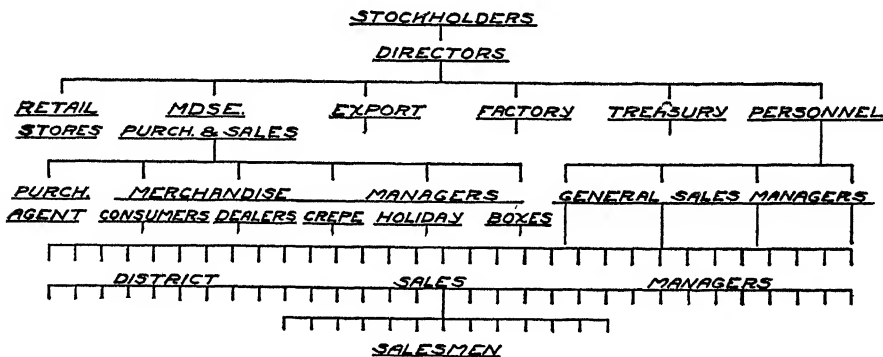 STOCKHOLDERS
DIRECTORS
RETAIL MDSE. EXPORT FACTORY TREASURY PERSONNEL
STORES PURCH. & SALES
PURCH. MERCHANDISE MANAGERS GENERAL SALES MANAGERS
AGENT CONSUMERS DEALERS CREPE HOLIDAY BOXES
DISTRICT SALES MANAGERS
SALESMEN